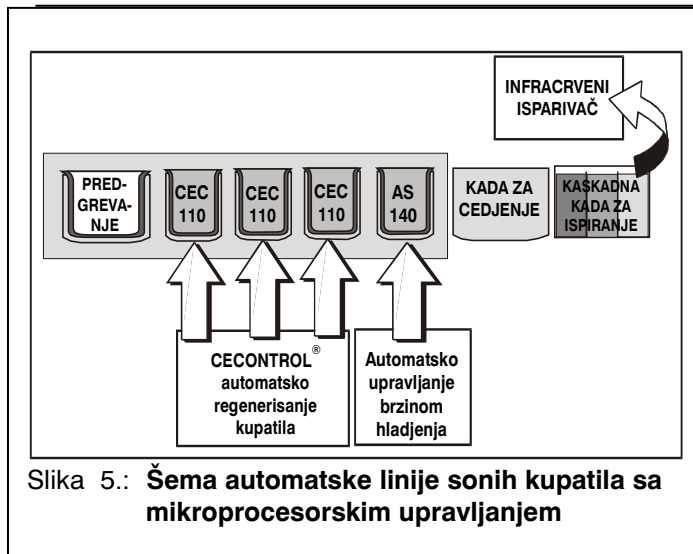 INFRACRVENI
ISPARIVAČ
PRED-
GREVA-
NJE
CEC
110
CEC
110
CEC
110
AS
140
KADA ZA
CEDJENJE
KASKADNA
KADA ZA
ISPIRANJE
CECONTROL®
automatsko
regenerisanje
kupatila
Automatsko
upravljanje
brzinom
hladjenja
Slika 5.: Šema automatske linije sonih kupatila sa
mikroprocesorskim upravljanjem